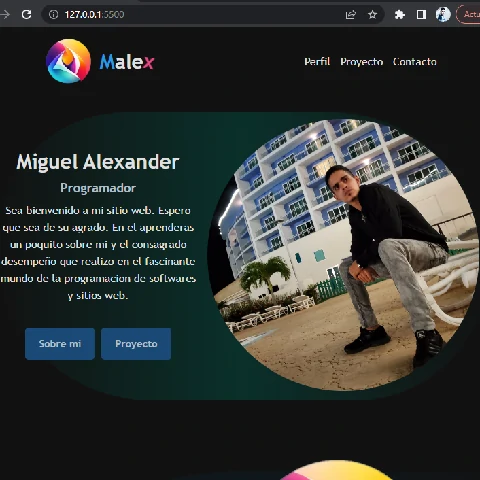 127.0.0.1:5500
Actu
Malex
Perfil Proyecto Contacto
Miguel Alexander
Programador
Sea bienvenido a mi sitio web. Espero
que sea de su agrado. En el aprenderas
un poquito sobre mi y el consagrado
desempeño que realizo en el fascinante
mundo de la programacion de softwares
y sitios web.
Sobre mi Proyecto